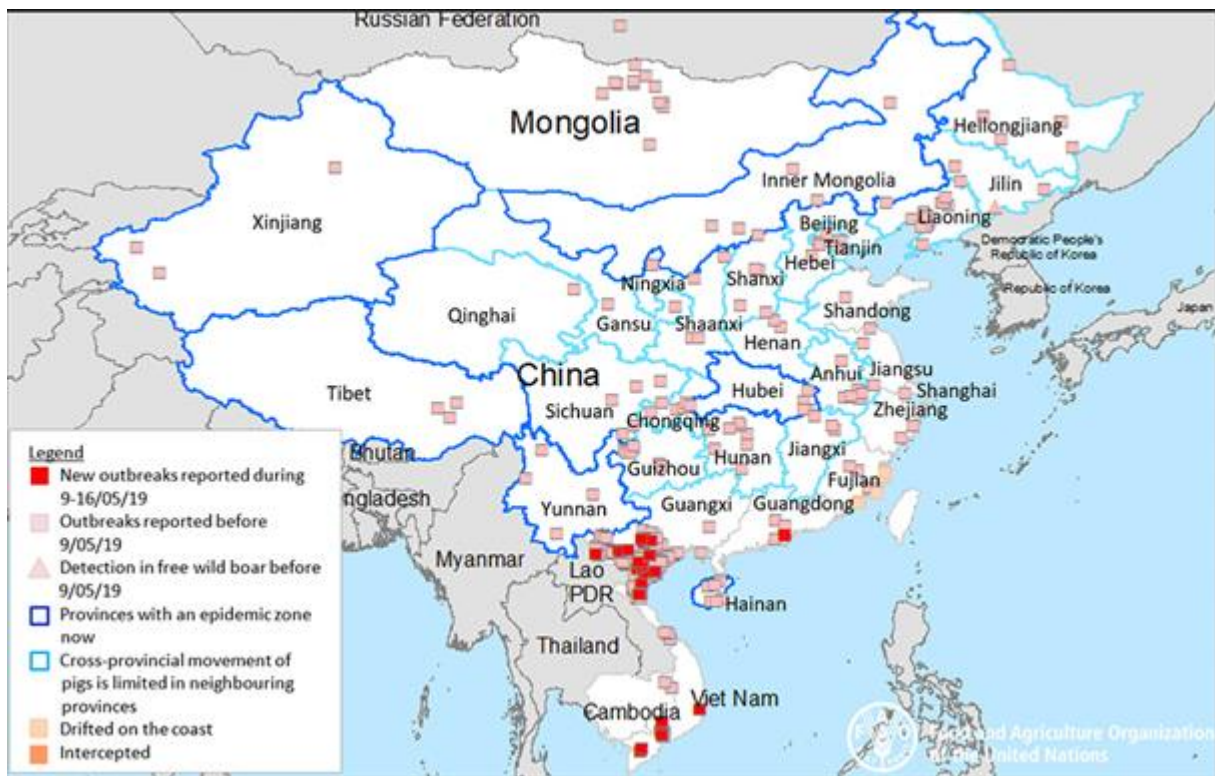 Russian Federation
Mongolia
Heilongjiang
Inner Mongolia
Jilin
Xinjiang
Beijing
Liaoning
Tianjin
Democratic People's
Republic of Korea
Hebei
Ningxia
Shanxi
Republic of Korea
Qinghai
Gansu
Shaanxi
Shandong
Japan
Henan
China
Anhui
Jiangsu
Tibet
Hubei
Shanghai
Sichuan
Chongqing
Zhejiang
Jiangxi
Hunan
Guizhou
Bhutan
Fujian
ngladesh
Yunnan
Guangxi
Guangdong
Myanmar
Lao
PDR
Hainan
Thailand
Viet Nam
Cambodia
Legend
New outbreaks reported during
9-16/05/19
Outbreaks reported before
9/05/19
Detection in free wild boar before
9/05/19
Provinces with an epidemic zone
now
Cross-provincial movement of
pigs is limited in neighbouring
provinces
Drifted on the coast
Intercepted
Food and Agriculture Organization
of the United Nations